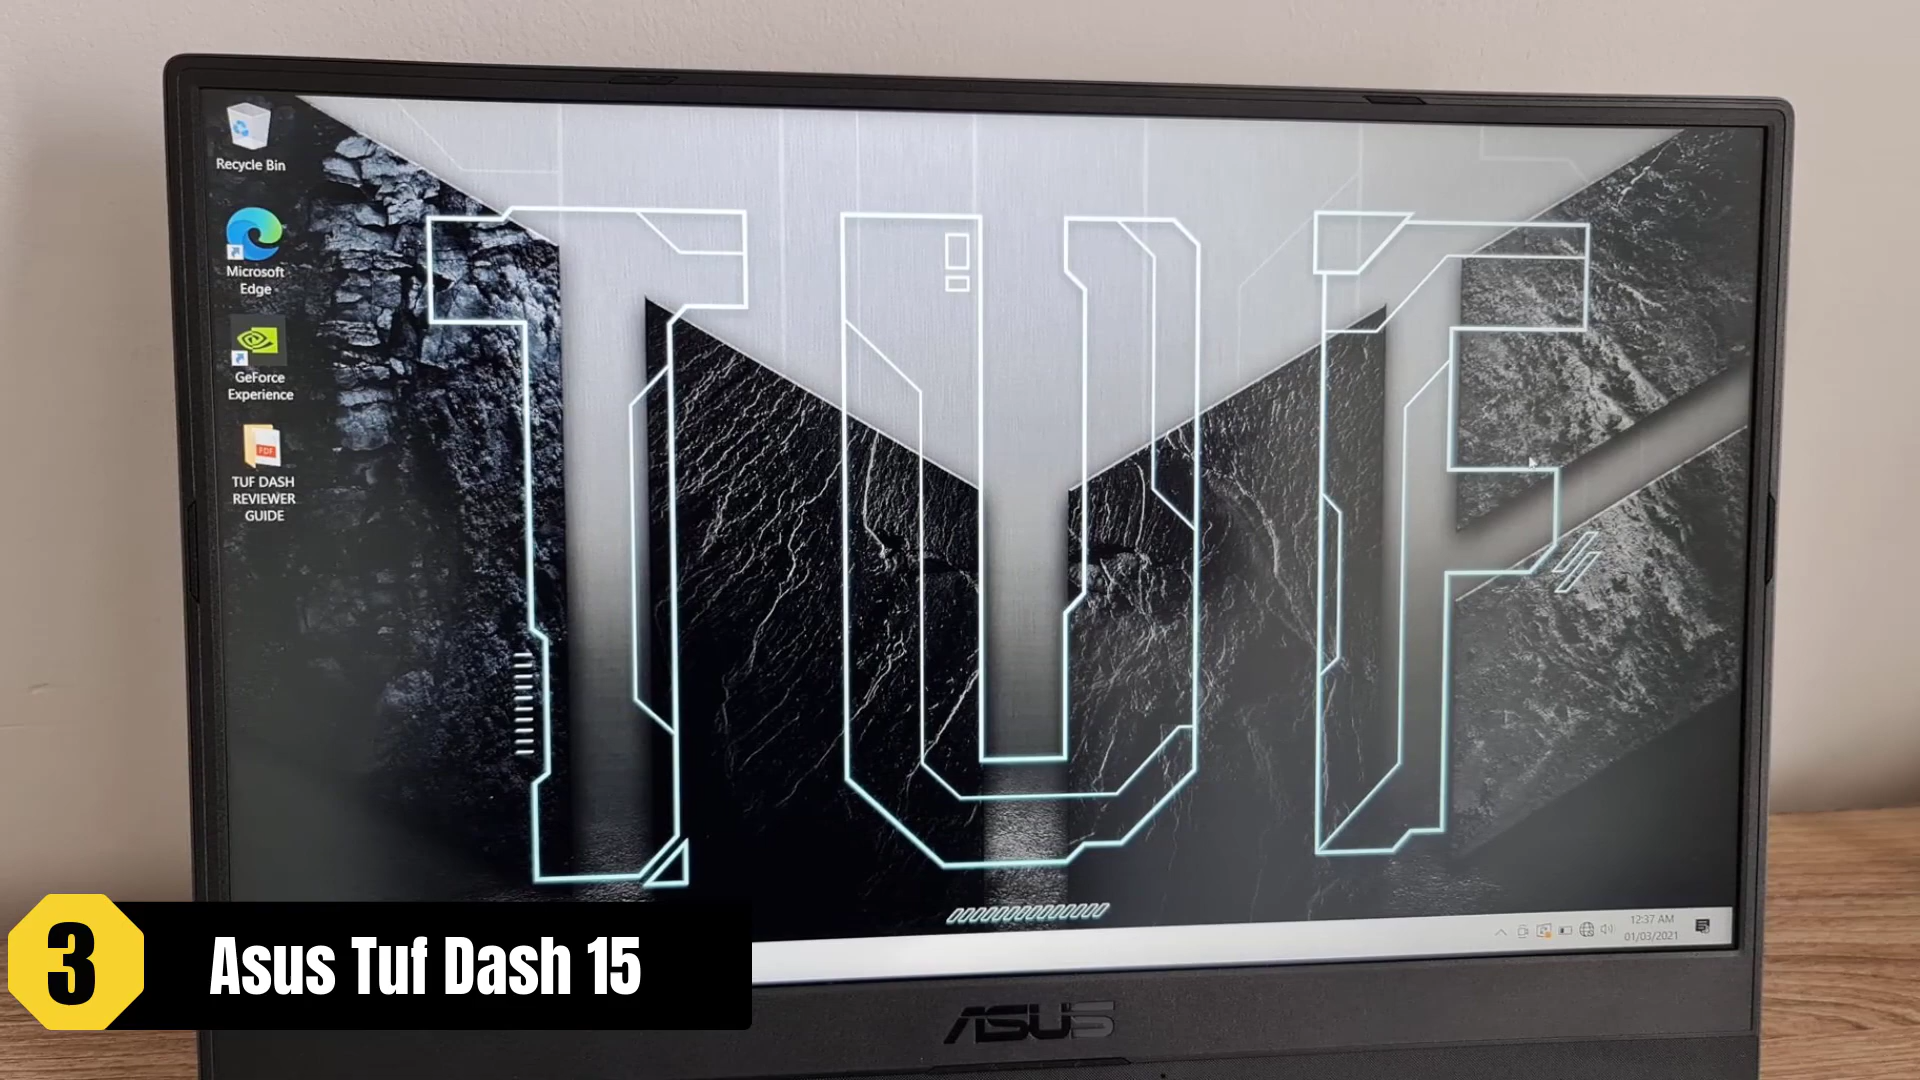 Recycle Bin
Microsoft
Edge
GeForce
Experience
PDF
TUF DASH
REVIEWER
GUIDE
TUF
12:37 AM
01/03/2021
3
Asus Tuf Dash 15
ASUS